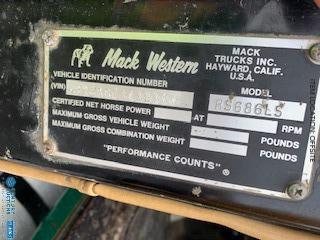 Mack Western
MACK
TRUCKS INC.
HAYWARD, CALIF.
U.S.A.
VEHICLE IDENTIFICATION NUMBER
(VIN)
MODEL
RS686LS
CERTIFIED NET HORSE POWER AT RPM
MAXIMUM GROSS VEHICLE WEIGHT POUNDS
MAXIMUM GROSS COMBINATION WEIGHT POUNDS
"PERFORMANCE COUNTS" ®